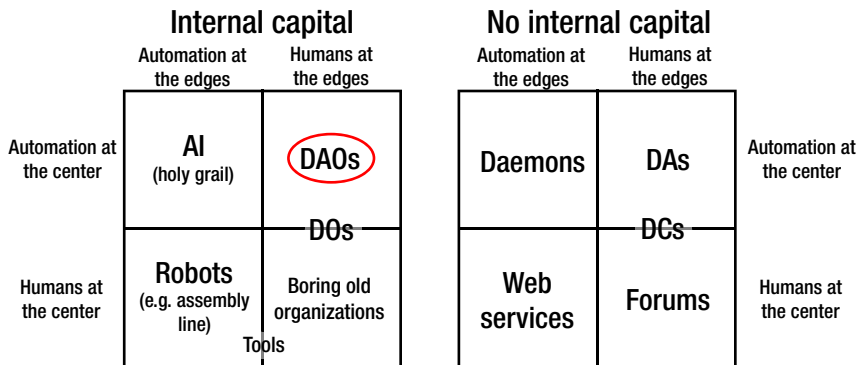 Internal capital
No internal capital
Automation at
the edges
Humans at
the edges
Automation at
the edges
Humans at
the edges
Automation at
the center
AI
(holy grail)
DAOs
Daemons
DAs
Automation at
the center
DOs
DCs
Humans at
the center
Robots
(e.g. assembly
line)
Boring old
organizations
Tools
Web
services
Forums
Humans at
the center